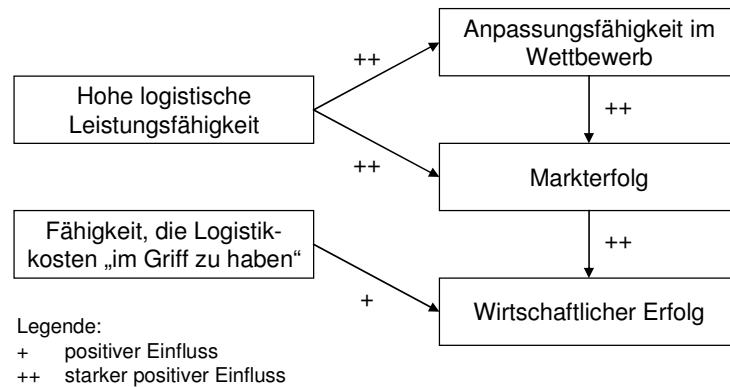 Anpassungsfähigkeit im
Wettbewerb
++
Hohe logistische
Leistungsfähigkeit
++
++
Markterfolg
Fähigkeit, die Logistik-
kosten „im Griff zu haben“
++
+
Wirtschaftlicher Erfolg
Legende:
+ positiver Einfluss
++ starker positiver Einfluss